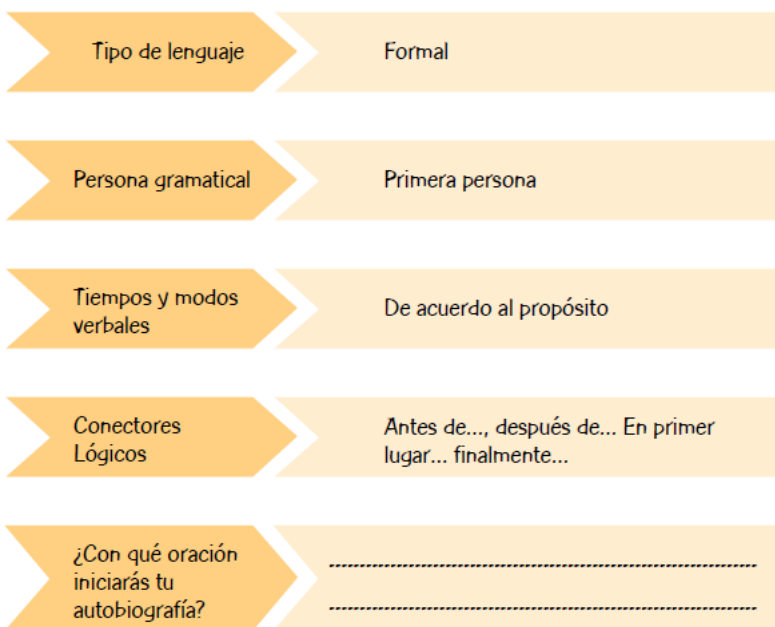 Tipo de lenguaje
Formal
Persona gramatical
Primera persona
Tiempos y modos
verbales
De acuerdo al propósito
Conectores
Lógicos
Antes de..., después de... En primer
lugar... finalmente...
¿Con qué oración
iniciarás tu
autobiografía?